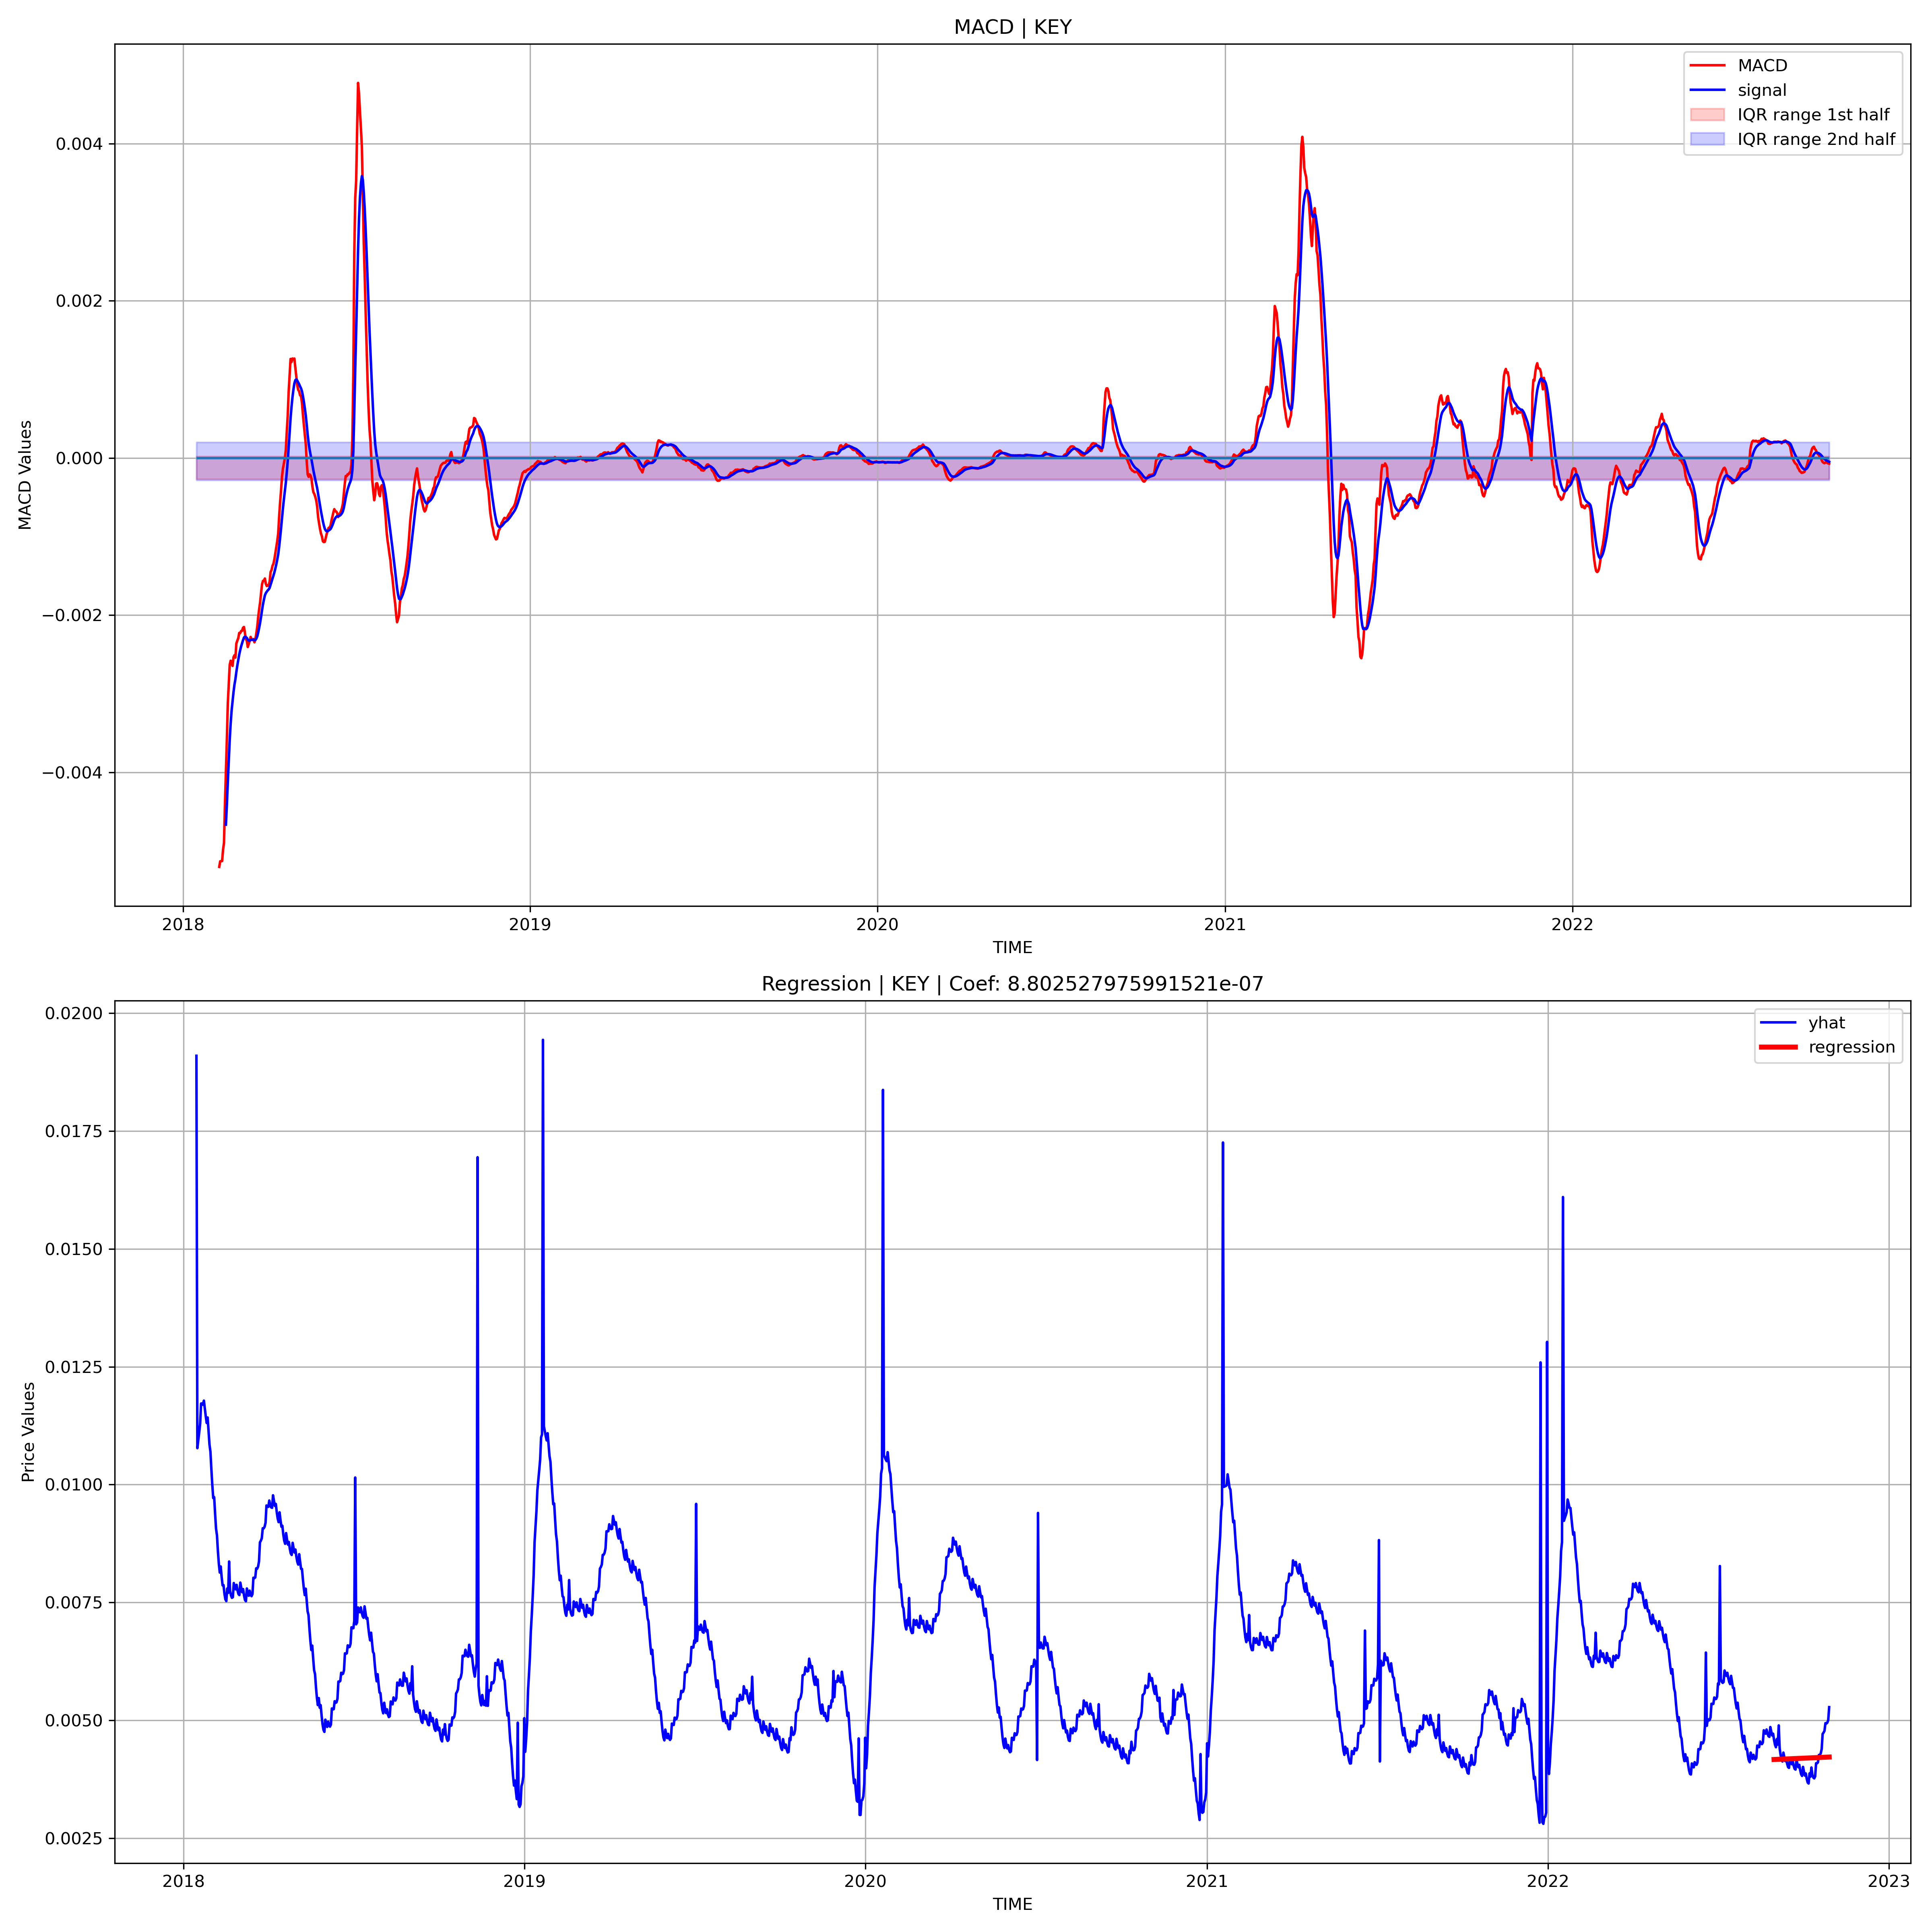 MACD | KEY
MACD
signal
IQR range 1st half
IQR range 2nd half
0.004
0.002
0.000
−0.002
−0.004
MACD Values
2018 2019 2020 2021 2022
TIME
Regression | KEY | Coef: 8.802527975991521e-07
yhat
regression
0.0200
0.0175
0.0150
0.0125
0.0100
0.0075
0.0050
0.0025
Price Values
2018 2019 2020 2021 2022 2023
TIME